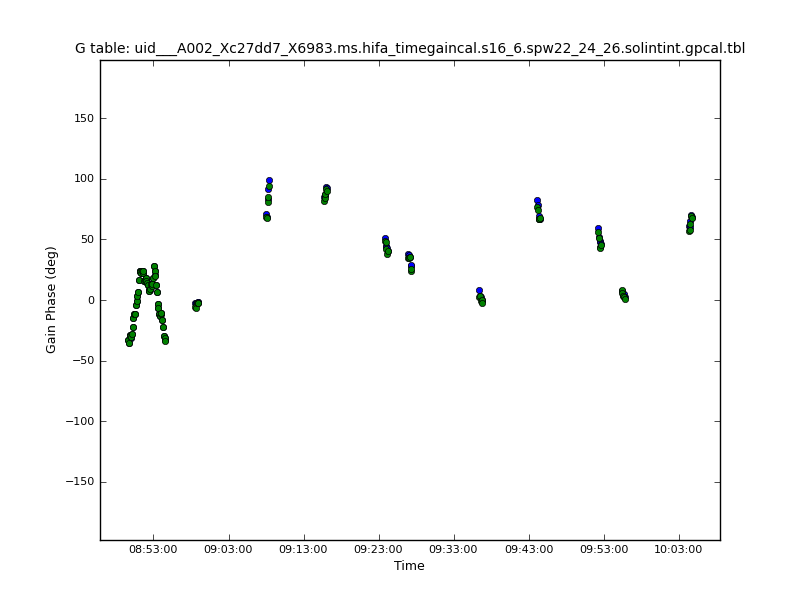 G table: uid___A002_Xc27dd7_X6983.ms.hifa_timegaincal.s16_6.spw22_24_26.solintint.gpcal.tbl
Gain Phase (deg)
150
100
50
0
−50
−100
−150
08:53:00 09:03:00 09:13:00 09:23:00 09:33:00 09:43:00 09:53:00 10:03:00
Time